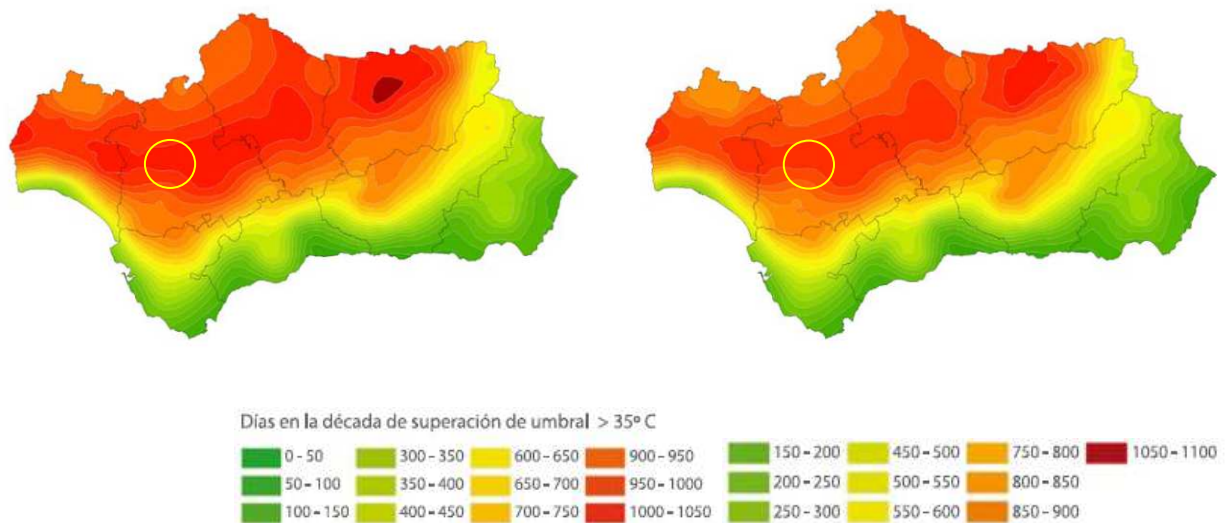 Días en la década de superación de umbral > 35º C
0 - 50 300 - 350 600 - 650 900 - 950 150 - 200 450 - 500 750 - 800 1050 - 1100
50 - 100 350 - 400 650 - 700 950 - 1000 200 - 250 500 - 550 800 - 850
100 - 150 400 - 450 700 - 750 1000 - 1050 250 - 300 550 - 600 850 - 900